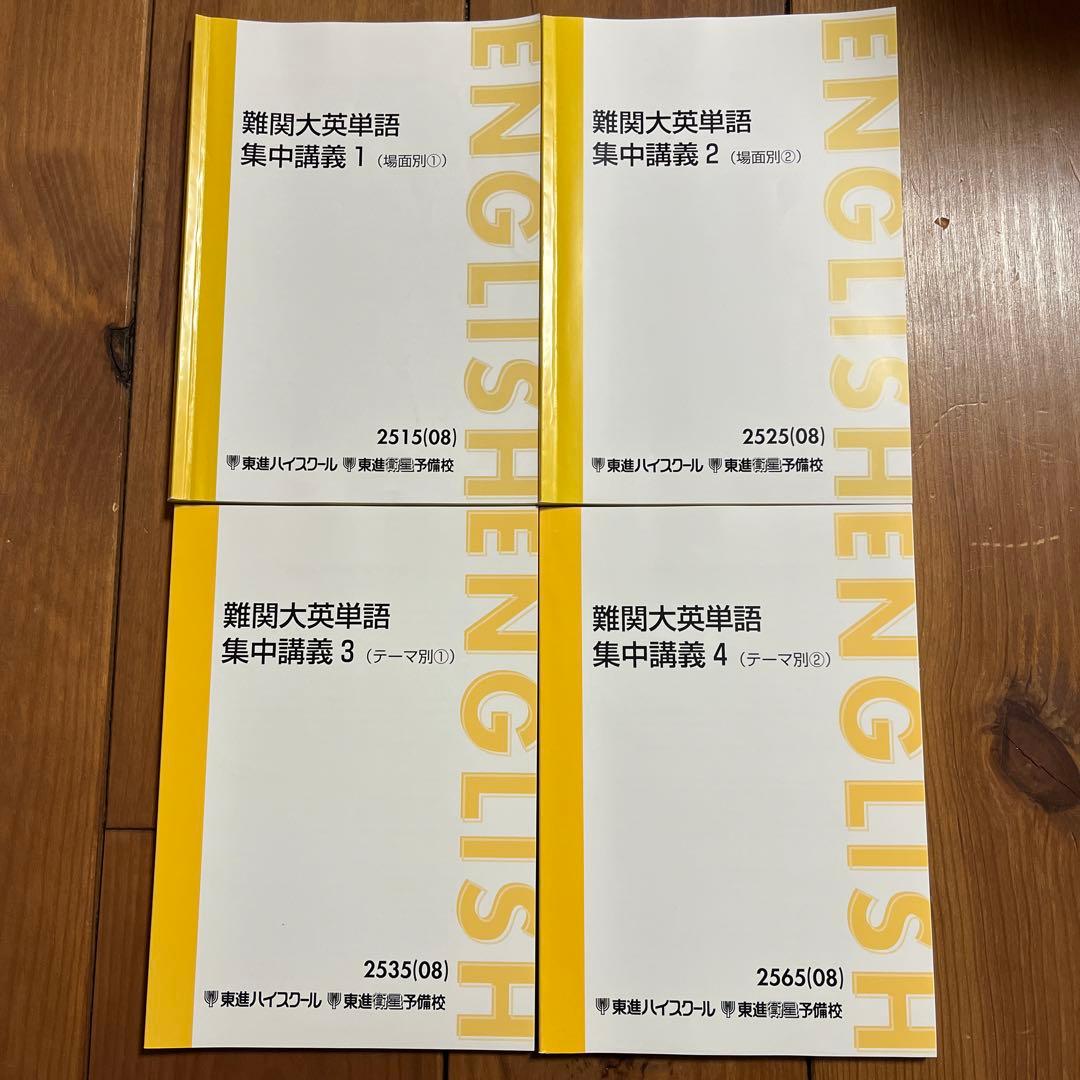 難関大英単語
集中講義1（場面別①）
ENGLISH
2515(08)
東進ハイスクール 東進衛星予備校
難関大英単語
集中講義2（場面別②）
ENGLISH
2525(08)
東進ハイスクール 東進衛星予備校
難関大英単語
集中講義3（テーマ別①）
ENGLISH
2535(08)
東進ハイスクール 東進衛星予備校
難関大英単語
集中講義4（テーマ別②）
ENGLISH
2565(08)
東進ハイスクール 東進衛星予備校